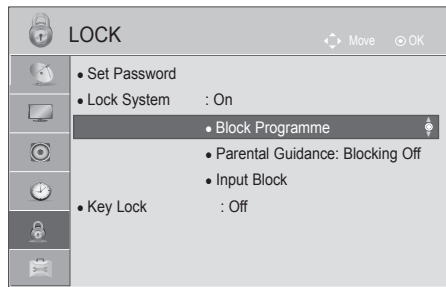 LOCK
Move OK
• Set Password
• Lock System : On
• Block Programme
• Parental Guidance: Blocking Off
• Input Block
• Key Lock : Off